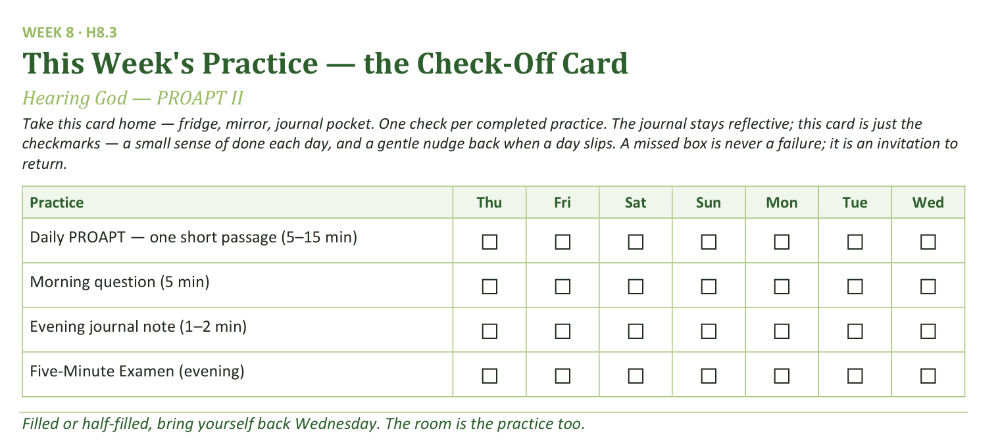 WEEK 8 · H8.3
This Week's Practice — the Check-Off Card
Hearing God — PROAPT II
Take this card home — fridge, mirror, journal pocket. One check per completed practice. The journal stays reflective; this card is just the
checkmarks — a small sense of done each day, and a gentle nudge back when a day slips. A missed box is never a failure; it is an invitation to
return.
Practice Thu Fri Sat Sun Mon Tue Wed
Daily PROAPT — one short passage (5–15 min) ☐ ☐ ☐ ☐ ☐ ☐ ☐
Morning question (5 min) ☐ ☐ ☐ ☐ ☐ ☐ ☐
Evening journal note (1–2 min) ☐ ☐ ☐ ☐ ☐ ☐ ☐
Five-Minute Examen (evening) ☐ ☐ ☐ ☐ ☐ ☐ ☐
Filled or half-filled, bring yourself back Wednesday. The room is the practice too.